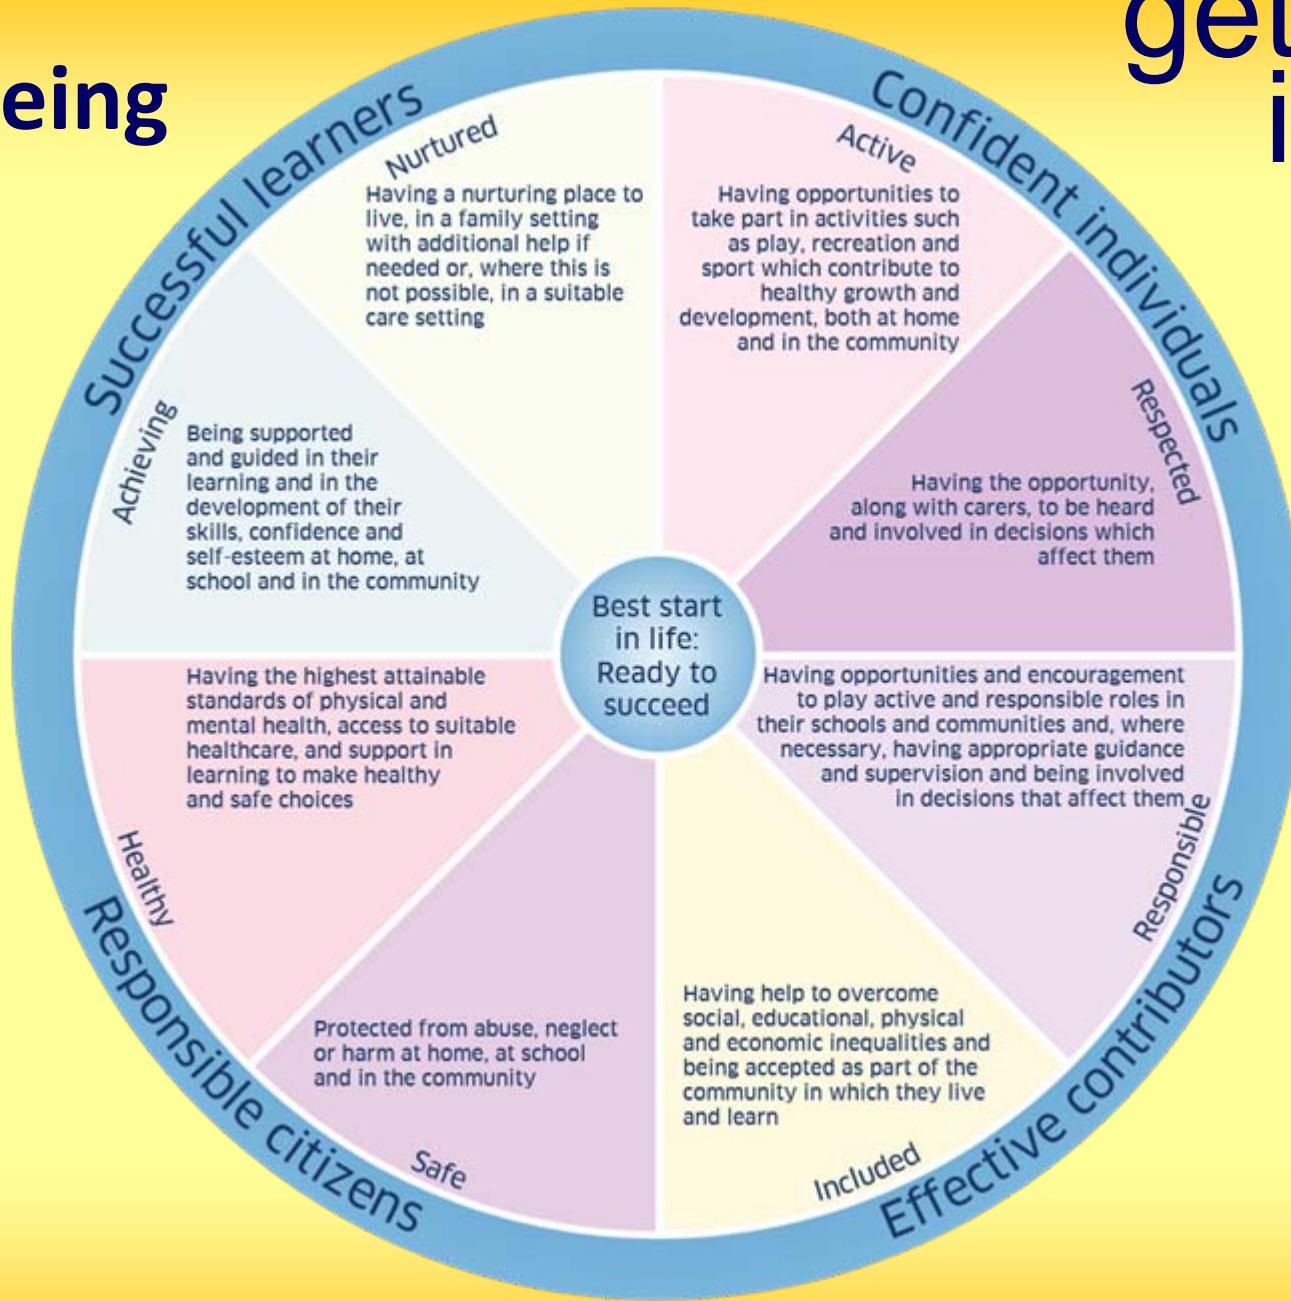 eing
get
i
Successful learners
Confident individuals
Nurtured
Having a nurturing place to
live, in a family setting
with additional help if
needed or, where this is
not possible, in a suitable
care setting
Active
Having opportunities to
take part in activities such
as play, recreation and
sport which contribute to
healthy growth and
development, both at home
and in the community
Achieving
Being supported
and guided in their
learning and in the
development of their
skills, confidence and
self-esteem at home, at
school and in the community
Respected
Having the opportunity,
along with carers, to be heard
and involved in decisions which
affect them
Best start
in life:
Ready to
succeed
Having the highest attainable
standards of physical and
mental health, access to suitable
healthcare, and support in
learning to make healthy
and safe choices
Healthy
Having opportunities and encouragement
to play active and responsible roles in
their schools and communities and, where
necessary, having appropriate guidance
and supervision and being involved
in decisions that affect them
Responsible
Protected from abuse, neglect
or harm at home, at school
and in the community
Safe
Having help to overcome
social, educational, physical
and economic inequalities and
being accepted as part of the
community in which they live
and learn
Included
Responsible citizens
Effective contributors